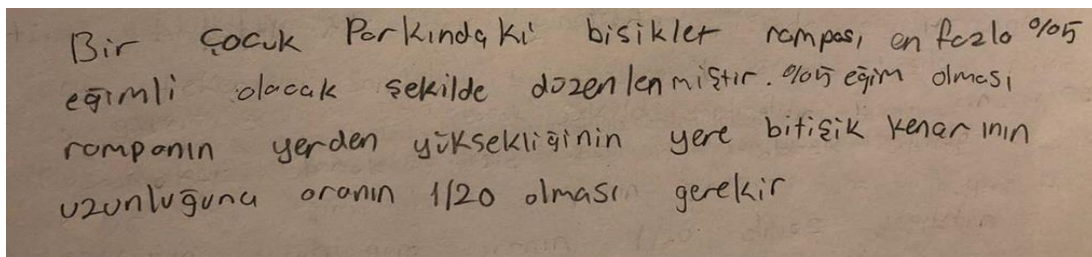 Bir çocuk Parkındaki bisiklet rampası en fazla %5
eğimli olacak şekilde düzenlenmiştir. %5 eğim olması
rampanın yerden yüksekliğinin yere bitişik kenarının
uzunluğuna oranın 1/20 olması gerekir